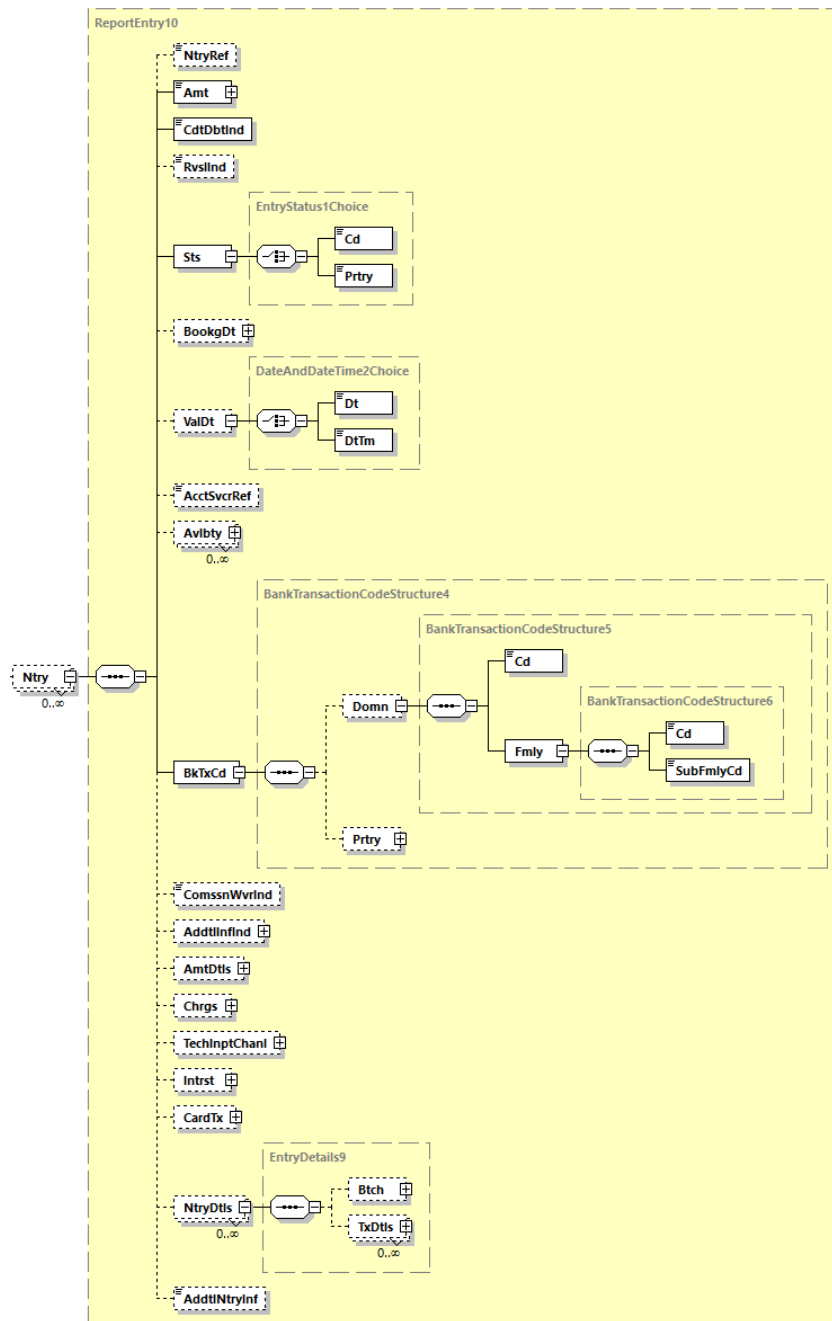 ReportEntry10
NtryRef
Amt
CdtDbtInd
RvslInd
EntryStatus1Choice
Cd
Sts
Prtry
BookgDt
DateAndDateTime2Choice
Dt
ValDt
DtTm
AcctSvcrRef
Avlbty
0..∞
BankTransactionCodeStructure4
BankTransactionCodeStructure5
Cd
Ntry
0..∞
BankTransactionCodeStructure6
Domn
Cd
Fmly
BkTxCd
SubFmlyCd
Prtry
ComssnWvrInd
AddtlInfInd
AmtDtls
Chrgs
TechInptChanl
Intrst
CardTx
EntryDetails9
Btch
NtryDtls
0..∞
TxDtls
0..∞
AddtlNtryInf